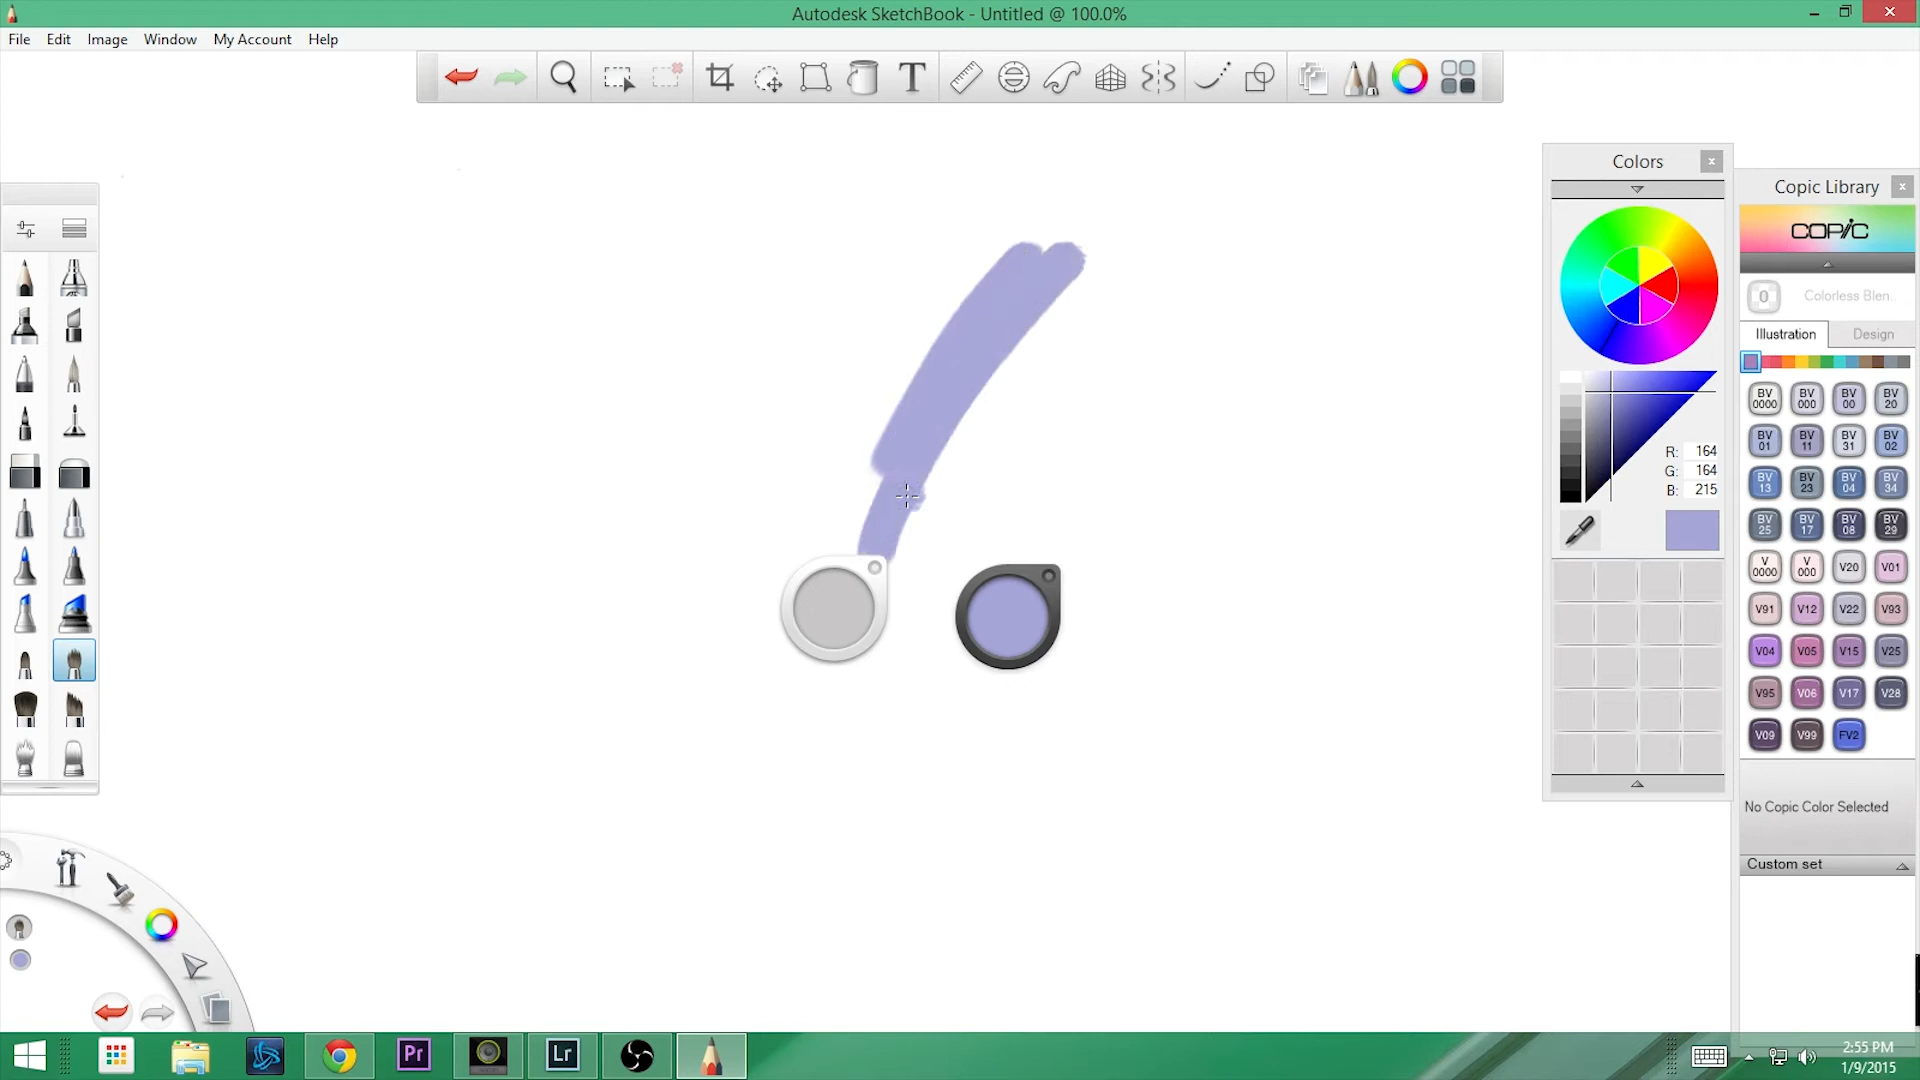 Autodesk SketchBook - Untitled @ 100.0%
File Edit Image Window My Account Help
T
Colors
R: 164
G: 164
B: 215
Copic Library
COPIC
0 Colorless Blen..
Illustration Design
BV 0000 BV 000 BV 00 BV 20
BV 01 BV 11 BV 31 BV 02
BV 13 BV 23 BV 04 BV 34
BV 25 BV 17 BV 08 BV 29
V 0000 V 000 V20 V01
V91 V12 V22 V93
V04 V05 V15 V25
V95 V06 V17 V28
V09 V99 FV2
No Copic Color Selected
Custom set
Pr Lr
2:55 PM
1/9/2015